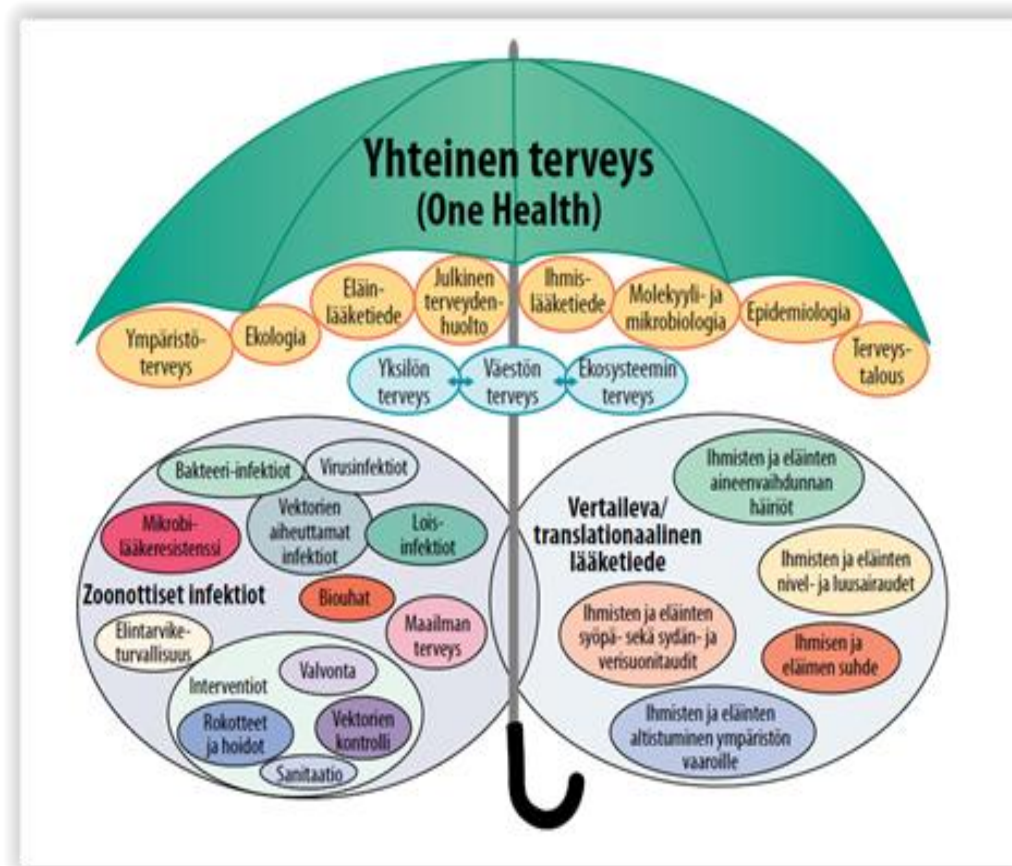 Yhteinen terveys
(One Health)
Ympäristö-
terveys
Ekologia
Eläin-
lääketiede
Julkinen
terveyden-
huolto
Ihmis-
lääketiede
Molekyyli- ja
mikrobiologia
Epidemiologia
Terveys-
talous
Yksilön
terveys
Väestön
terveys
Ekosysteemin
terveys
Bakteeri-infektiot
Virusinfektiot
Mikrobi-
lääkeresistenssi
Vektorien
aiheuttamat
infektiot
Lois-
infektiot
Zoonottiset infektiot
Biouhat
Elintarvike-
turvallisuus
Maailman
terveys
Interventiot
Valvonta
Rokotteet
ja hoidot
Vektorien
kontrolli
Sanitaatio
Vertaileva/
translationaalinen
lääketiede
Ihmisten ja eläinten
aineenvaihdunnan
häiriöt
Ihmisten ja eläinten
nivel- ja luusairaudet
Ihmisten ja eläinten
syöpä- sekä sydän- ja
verisuonitaudit
Ihmisen ja
eläimen suhde
Ihmisten ja eläinten
altistuminen ympäristön
vaaroille